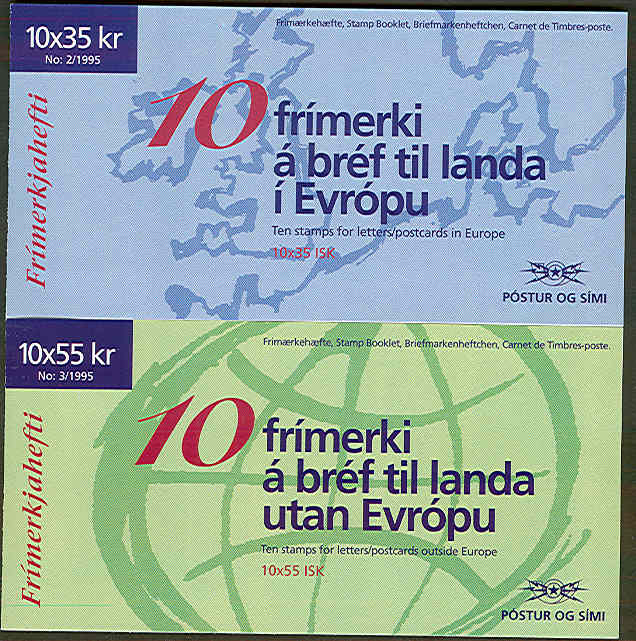 10x35 kr
No: 2/1995
Frímerkjahefti
Frimærkehæfte, Stamp Booklet, Briefmarkenheftchen, Carnet de Timbres-poste.
10 frímerki
á bréf til landa
í Evrópu
Ten stamps for letters/postcards in Europe
10x35 ISK
PÓSTUR OG SÍMI
10x55 kr
No: 3/1995
Frímerkjahefti
Frimærkehæfte, Stamp Booklet, Briefmarkenheftchen, Carnet de Timbres-poste.
10 frímerki
á bréf til landa
utan Evrópu
Ten stamps for letters/postcards outside Europe
10x55 ISK
PÓSTUR OG SÍMI